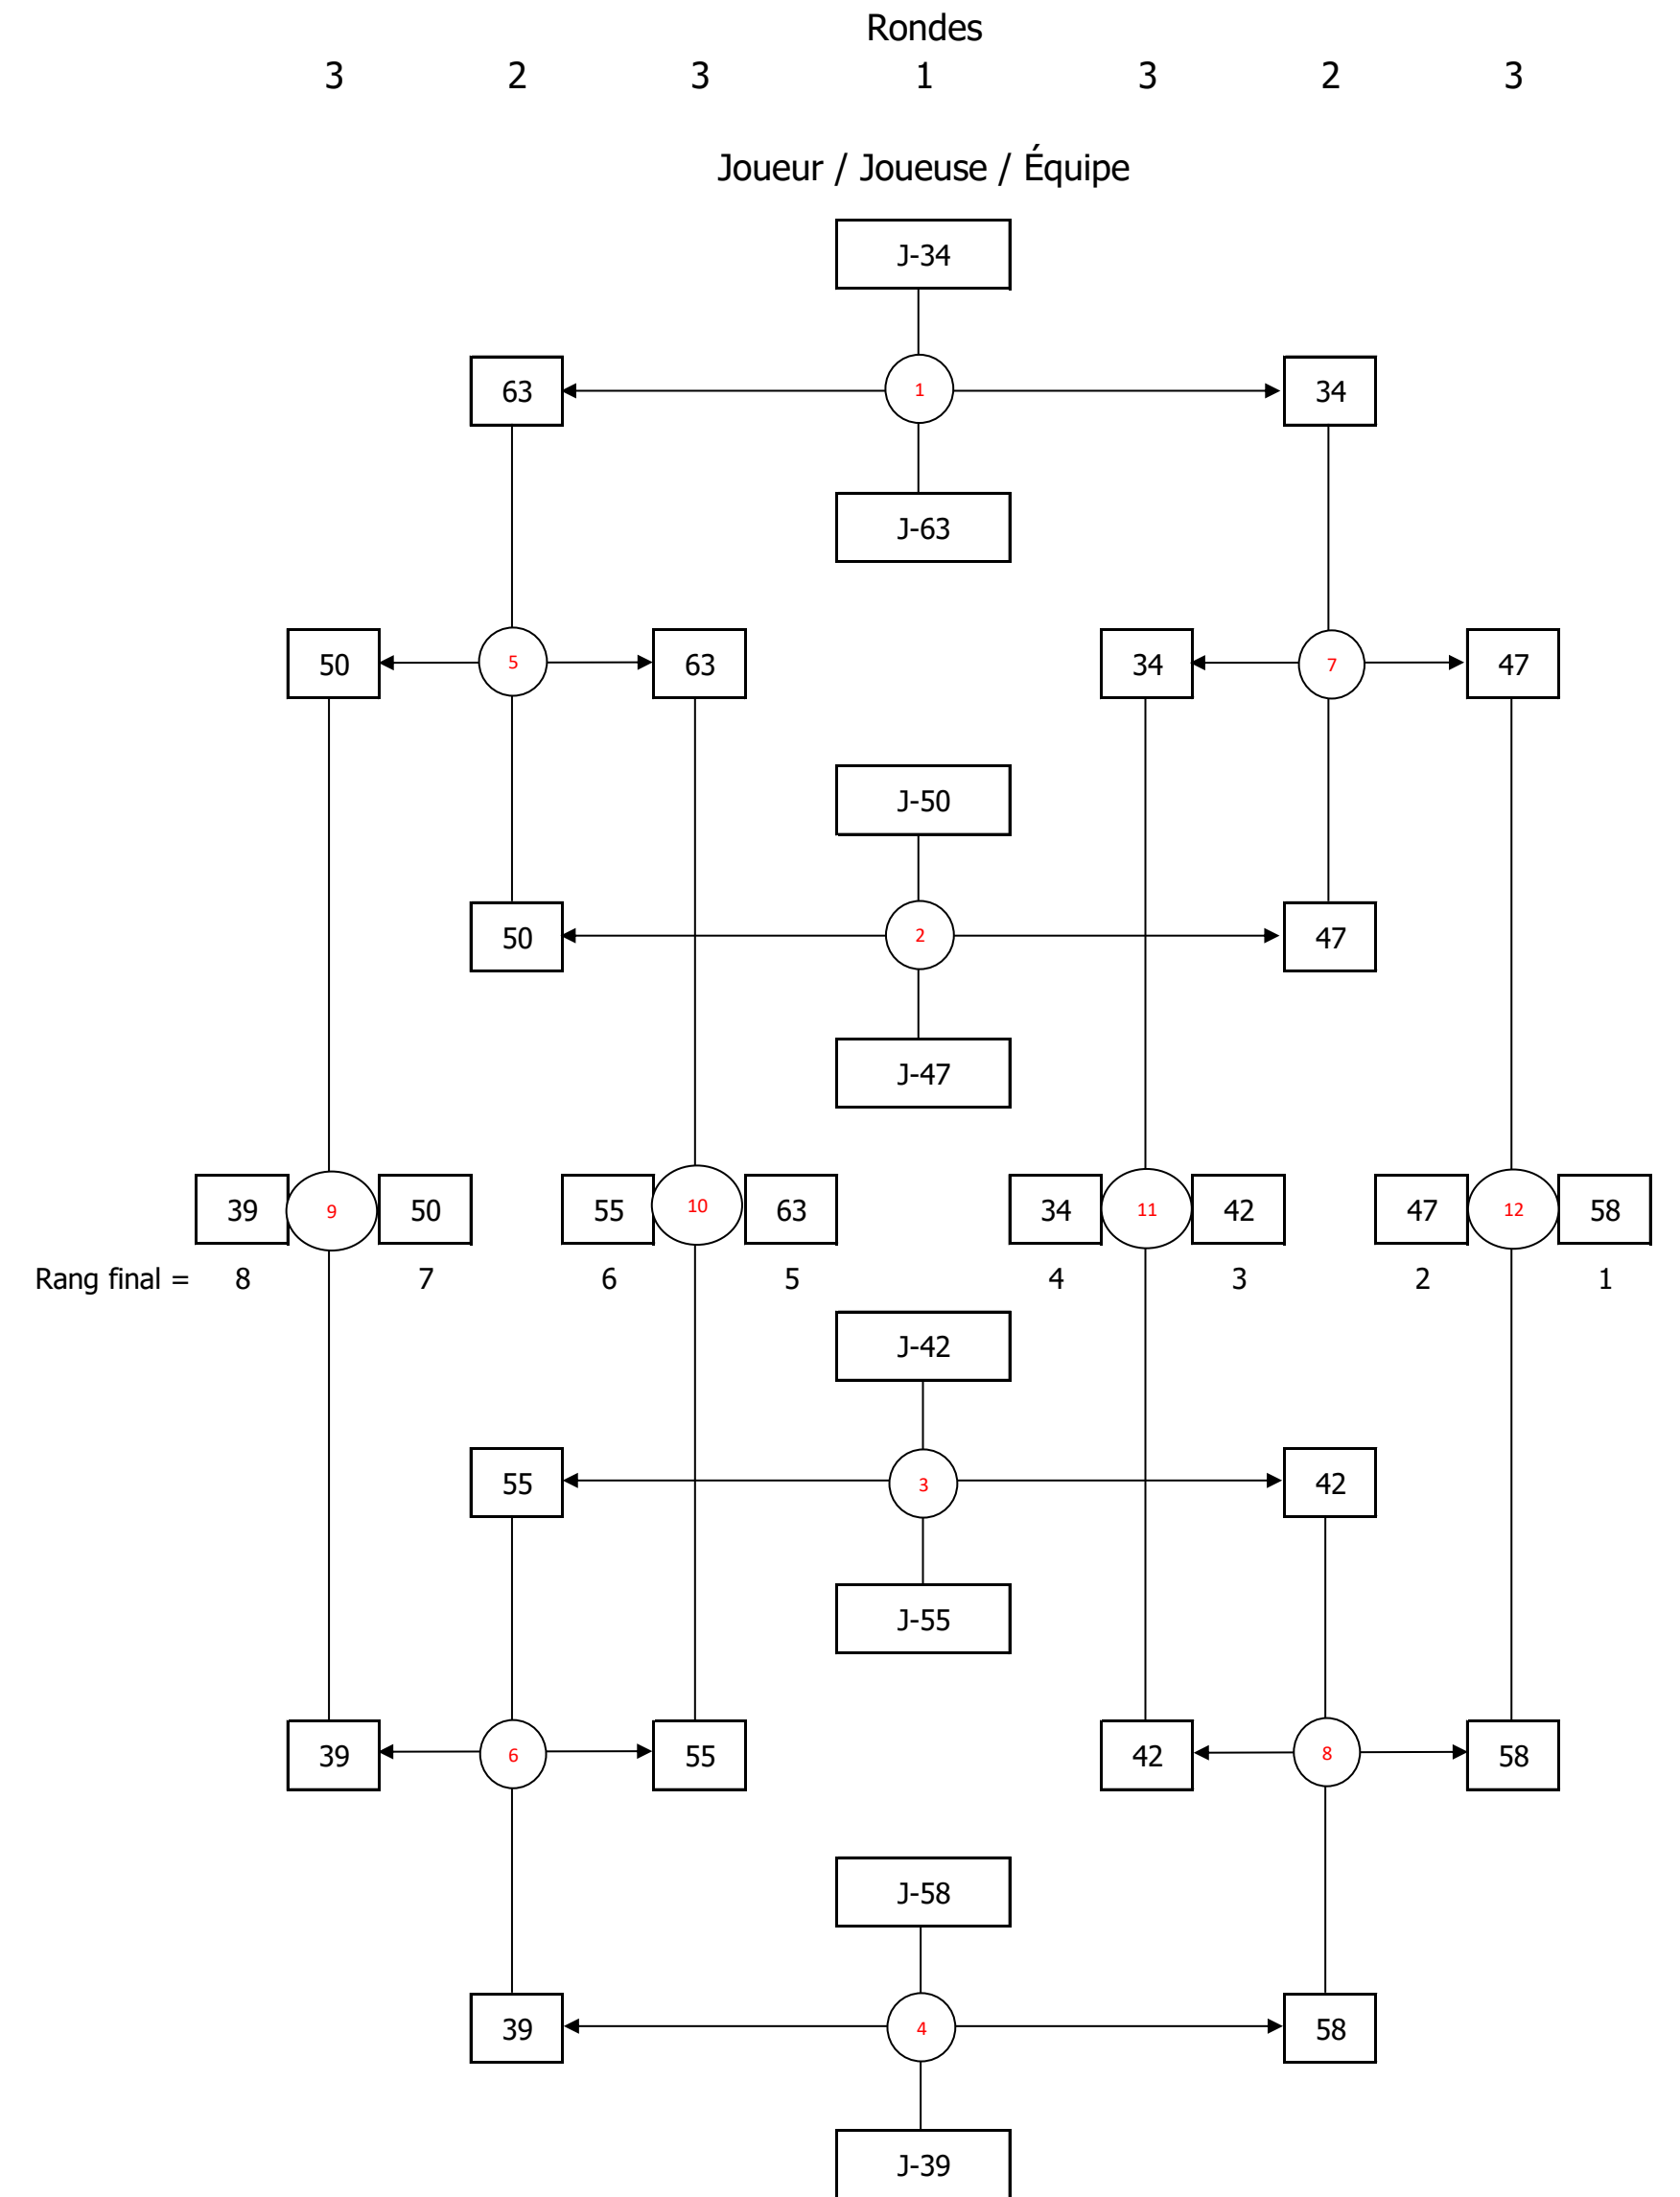 Rondes
3 2 3 1 3 2 3
Joueur / Joueuse / Équipe
J-34
63 1 34
J-63
50 5 63 34 7 47
J-50
50 2 47
J-47
39 9 50 55 10 63 34 11 42 47 12 58
Rang final = 8 7 6 5 4 3 2 1
J-42
55 3 42
J-55
39 6 55 42 8 58
J-58
39 4 58
J-39